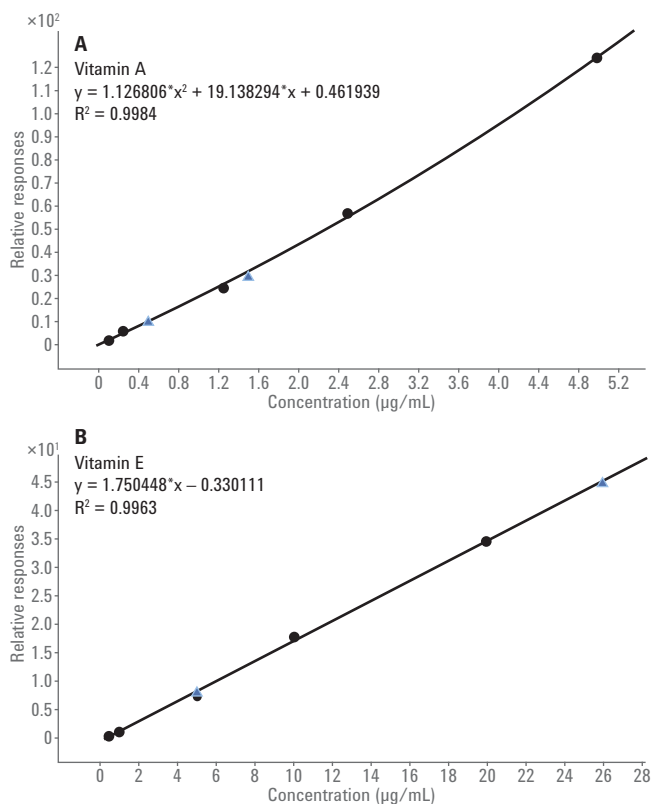 ×10²
A
Vitamin A
y = 1.126806*x² + 19.138294*x + 0.461939
R² = 0.9984
Relative responses
1.2
1.1
1.0
0.9
0.8
0.7
0.6
0.5
0.4
0.3
0.2
0.1
0
0 0.4 0.8 1.2 1.6 2.0 2.4 2.8 3.2 3.6 4.0 4.4 4.8 5.2
Concentration (µg/mL)
×10¹
B
Vitamin E
y = 1.750448*x – 0.330111
R² = 0.9963
Relative responses
4.5
4.0
3.5
3.0
2.5
2.0
1.5
1.0
0.5
0
0 2 4 6 8 10 12 14 16 18 20 22 24 26 28
Concentration (µg/mL)